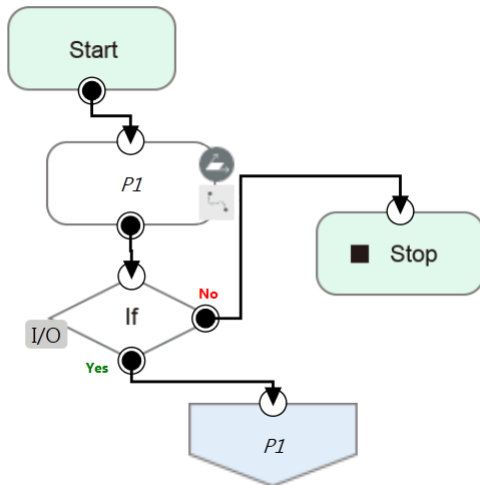 Start
P1
No
Stop
If
I/O
Yes
P1